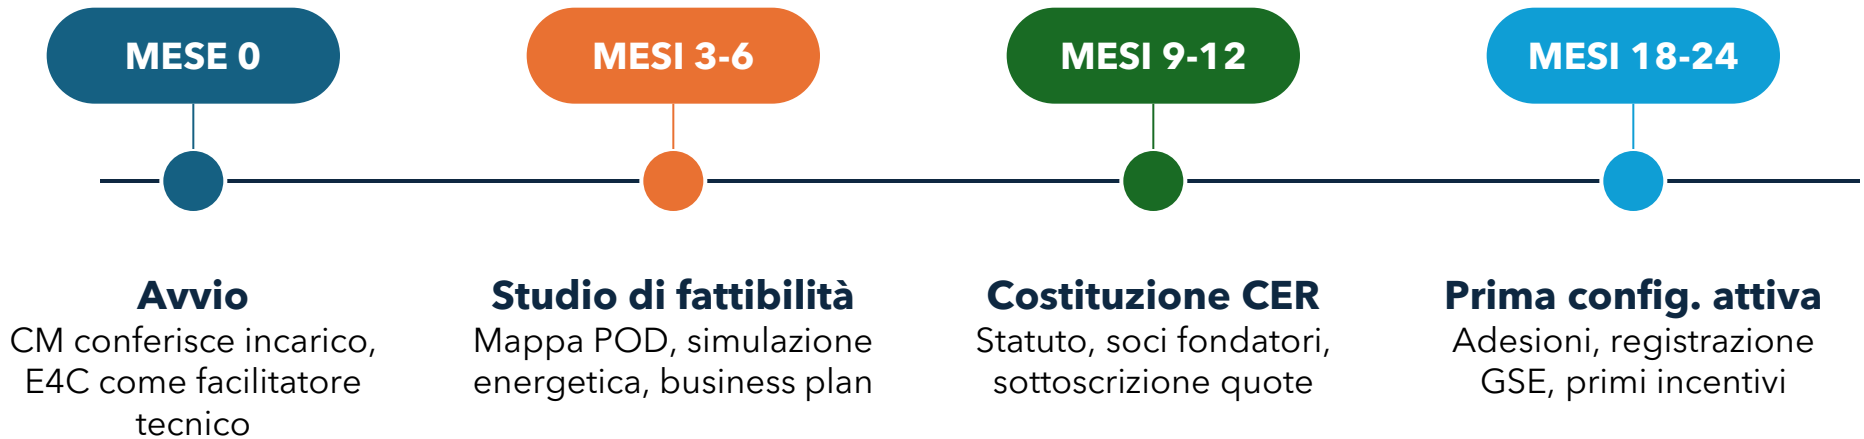 MESE 0
MESI 3-6
MESI 9-12
MESI 18-24
Avvio
CM conferisce incarico,
E4C come facilitatore
tecnico
Studio di fattibilità
Mappa POD, simulazione
energetica, business plan
Costituzione CER
Statuto, soci fondatori,
sottoscrizione quote
Prima config. attiva
Adesioni, registrazione
GSE, primi incentivi